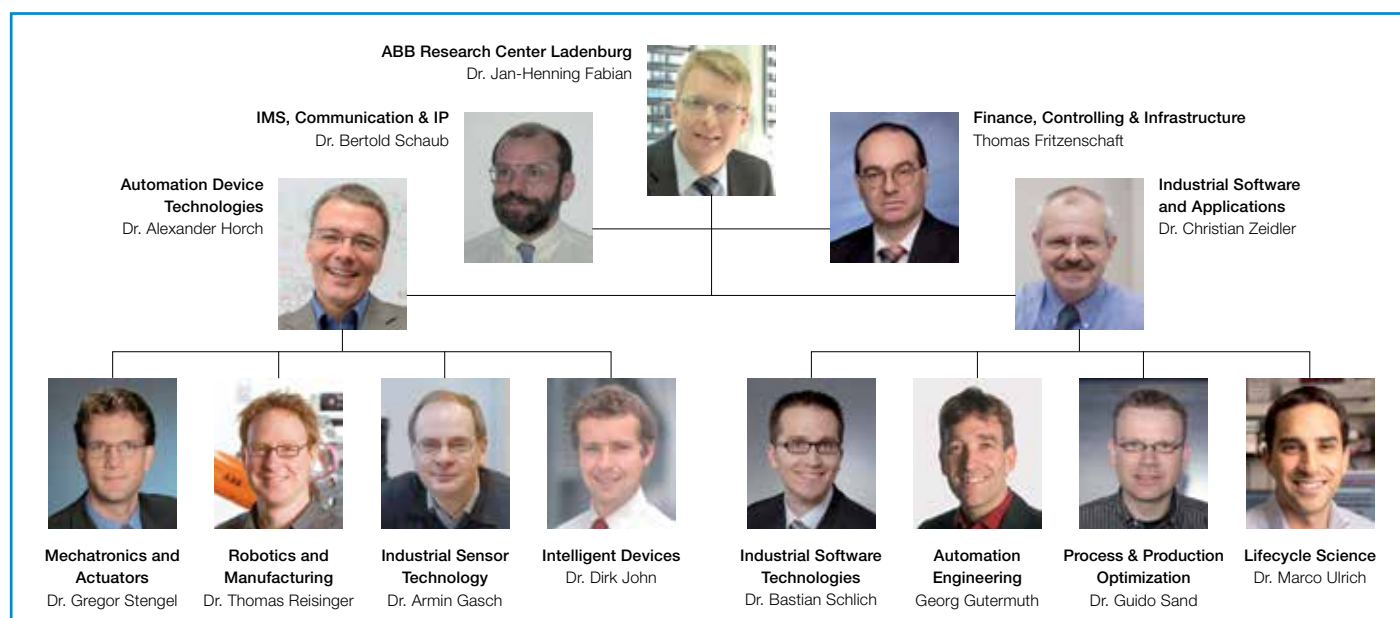 ABB Research Center Ladenburg
Dr. Jan-Henning Fabian
IMS, Communication & IP
Dr. Bertold Schaub
Finance, Controlling & Infrastructure
Thomas Fritzenschaft
Automation Device
Technologies
Dr. Alexander Horch
Industrial Software
and Applications
Dr. Christian Zeidler
Mechatronics and
Actuators
Dr. Gregor Stengel
Robotics and
Manufacturing
Dr. Thomas Reisinger
Industrial Sensor
Technology
Dr. Armin Gasch
Intelligent Devices
Dr. Dirk John
Industrial Software
Technologies
Dr. Bastian Schlich
Automation
Engineering
Georg Gutermuth
Process & Production
Optimization
Dr. Guido Sand
Lifecycle Science
Dr. Marco Ulrich
ABB